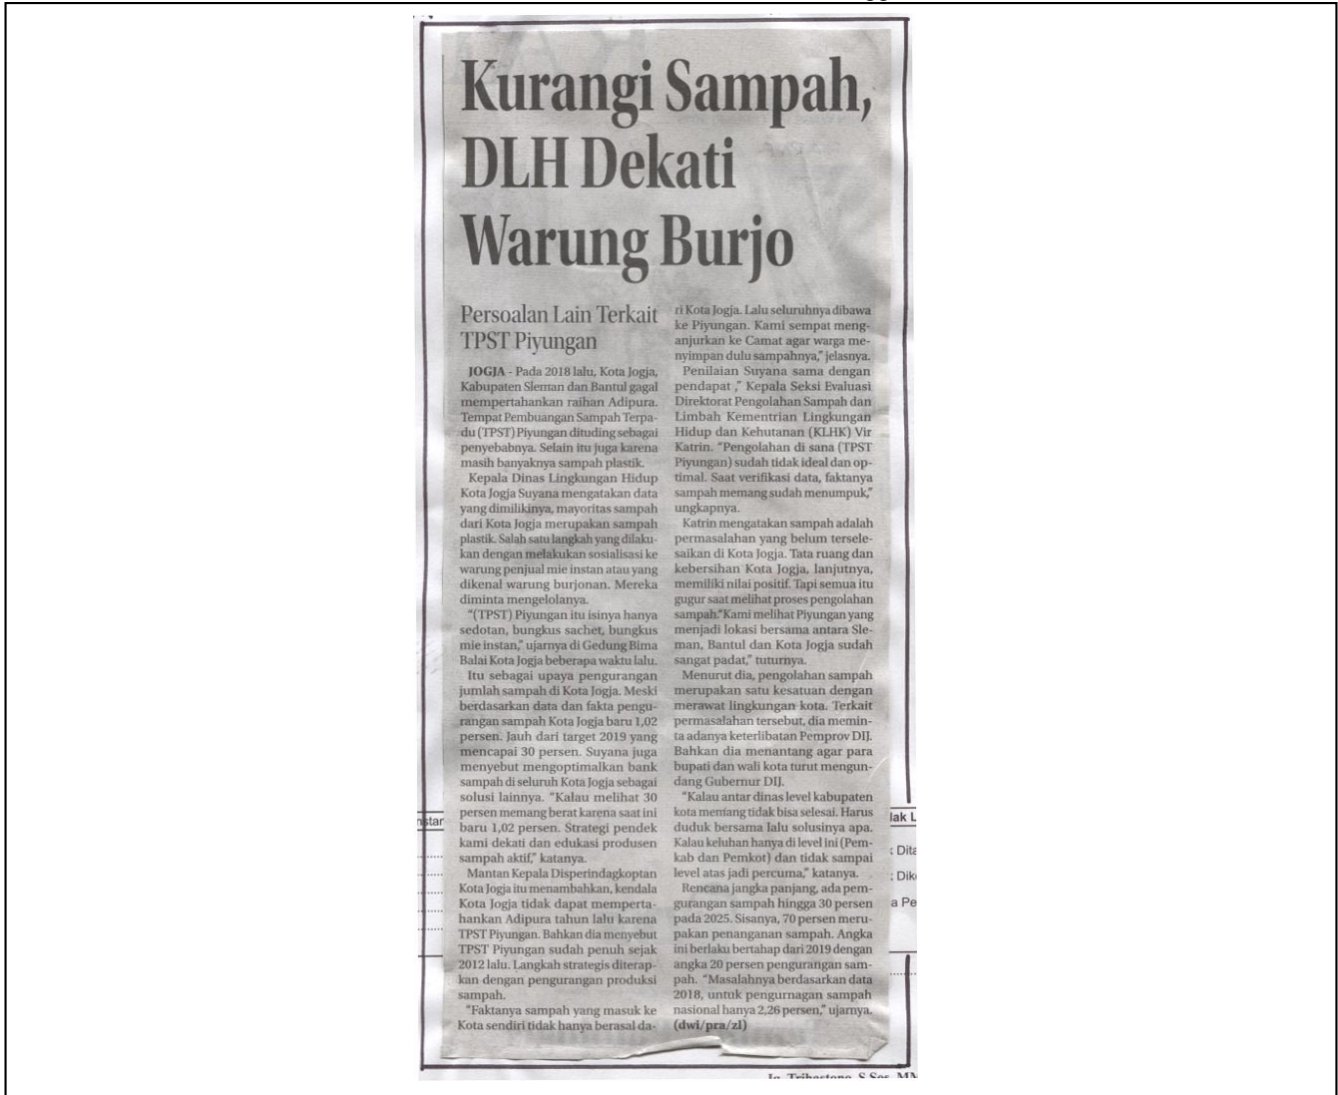 Kurangi Sampah,
DLH Dekati
Warung Burjo
Persoalan Lain Terkait
TPST Piyungan
JOGJA - Pada 2018 lalu, Kota Jogja,
Kabupaten Sleman dan Bantul gagal
mempertahankan raihan Adipura.
Tempat Pembuangan Sampah Terpa-
du (TPST) Piyungan dituding sebagai
penyebabnya. Selain itu juga karena
masih banyaknya sampah plastik.
Kepala Dinas Lingkungan Hidup
Kota Jogja Suyana mengatakan data
yang dimilikinya, mayoritas sampah
dari Kota Jogja merupakan sampah
plastik. Salah satu langkah yang dilaku-
kan dengan melakukan sosialisasi ke
warung penjual mie instan atau yang
dikenal warung burjonan. Mereka
diminta mengelolanya.
"(TPST) Piyungan itu isinya hanya
sedotan, bungkus sachet, bungkus
mie instan," ujarnya di Gedung Bima
Balai Kota Jogja beberapa waktu lalu.
Itu sebagai upaya pengurangan
jumlah sampah di Kota Jogja. Meski
berdasarkan data dan fakta pengu-
rangan sampah Kota Jogja baru 1,02
persen. Jauh dari target 2019 yang
mencapai 30 persen. Suyana juga
menyebut mengoptimalkan bank
sampah di seluruh Kota Jogja sebagai
solusi lainnya. "Kalau melihat 30
persen memang berat karena saat ini
baru 1,02 persen. Strategi pendek
kami dekati dan edukasi produsen
sampah aktif," katanya.
Mantan Kepala Disperindagkoptan
Kota Jogja itu menambahkan, kendala
Kota Jogja tidak dapat memperta-
hankan Adipura tahun lalu karena
TPST Piyungan. Bahkan dia menyebut
TPST Piyungan sudah penuh sejak
2012 lalu. Langkah strategis diterap-
kan dengan pengurangan produksi
sampah.
"Faktanya sampah yang masuk ke
Kota sendiri tidak hanya berasal da-
ri Kota Jogja. Lalu seluruhnya dibawa
ke Piyungan. Kami sempat meng-
anjurkan ke Camat agar warga me-
nyimpan dulu sampahnya," jelasnya.
Penilaian Suyana sama dengan
pendapat ," Kepala Seksi Evaluasi
Direktorat Pengolahan Sampah dan
Limbah Kementrian Lingkungan
Hidup dan Kehutanan (KLHK) Vir
Katrin. "Pengolahan di sana (TPST
Piyungan) sudah tidak ideal dan op-
timal. Saat verifikasi data, faktanya
sampah memang sudah menumpuk,"
ungkapnya.
Katrin mengatakan sampah adalah
permasalahan yang belum tersele-
saikan di Kota Jogja. Tata ruang dan
kebersihan Kota Jogja, lanjutnya,
memiliki nilai positif. Tapi semua itu
gugur saat melihat proses pengolahan
sampah."Kami melihat Piyungan yang
menjadi lokasi bersama antara Sle-
man, Bantul dan Kota Jogja sudah
sangat padat," tuturnya.
Menurut dia, pengolahan sampah
merupakan satu kesatuan dengan
merawat lingkungan kota. Terkait
permasalahan tersebut, dia memin-
ta adanya keterlibatan Pemprov DIJ.
Bahkan dia menantang agar para
bupati dan wali kota turut mengun-
dang Gubernur DIJ.
"Kalau antar dinas level kabupaten
kota memang tidak bisa selesai. Harus
duduk bersama lalu solusinya apa.
Kalau keluhan hanya di level ini (Pem-
kab dan Pemkot) dan tidak sampai
level atas jadi percuma," katanya.
Rencana jangka panjang, ada pem-
gurangan sampah hingga 30 persen
pada 2025. Sisanya, 70 persen meru-
pakan penanganan sampah. Angka
ini berlaku bertahap dari 2019 dengan
angka 20 persen pengurangan sam-
pah. "Masalahnya berdasarkan data
2018, untuk pengurnagan sampah
nasional hanya 2,26 persen," ujarnya.
(dwi/pra/zl)